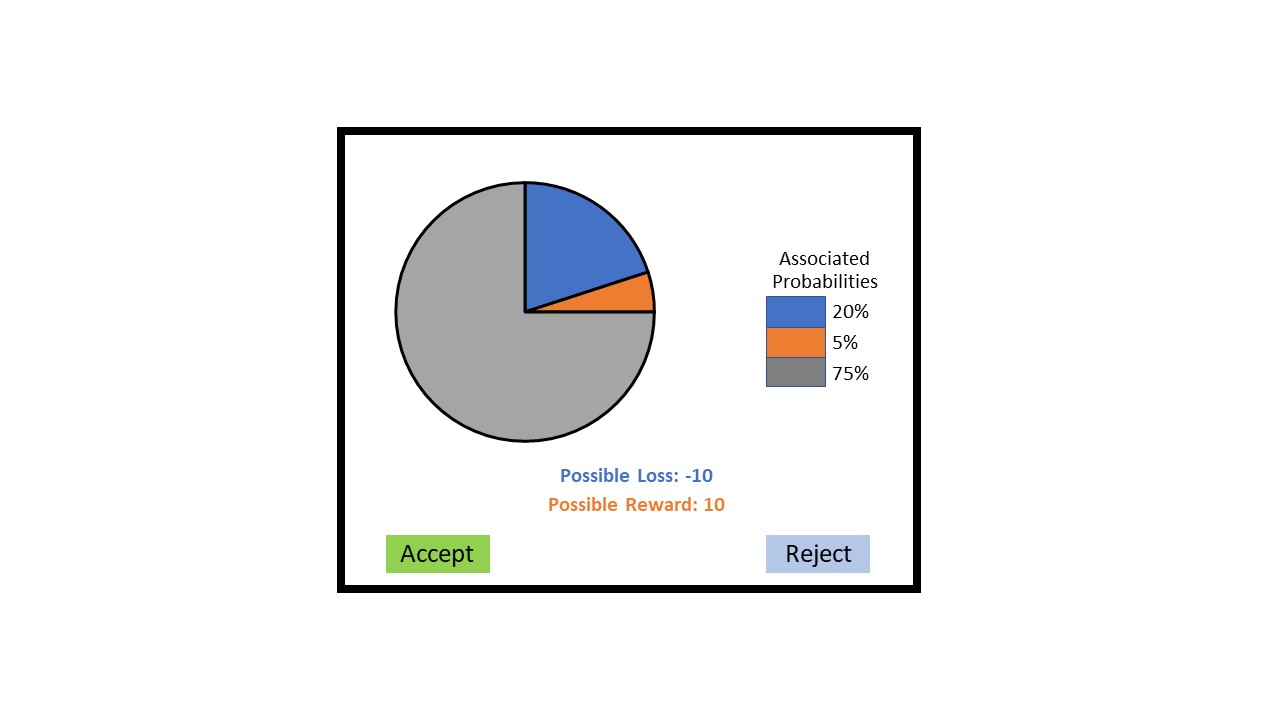 Associated
Probabilities
20%
5%
75%
Possible Loss: -10
Possible Reward: 10
Accept
Reject